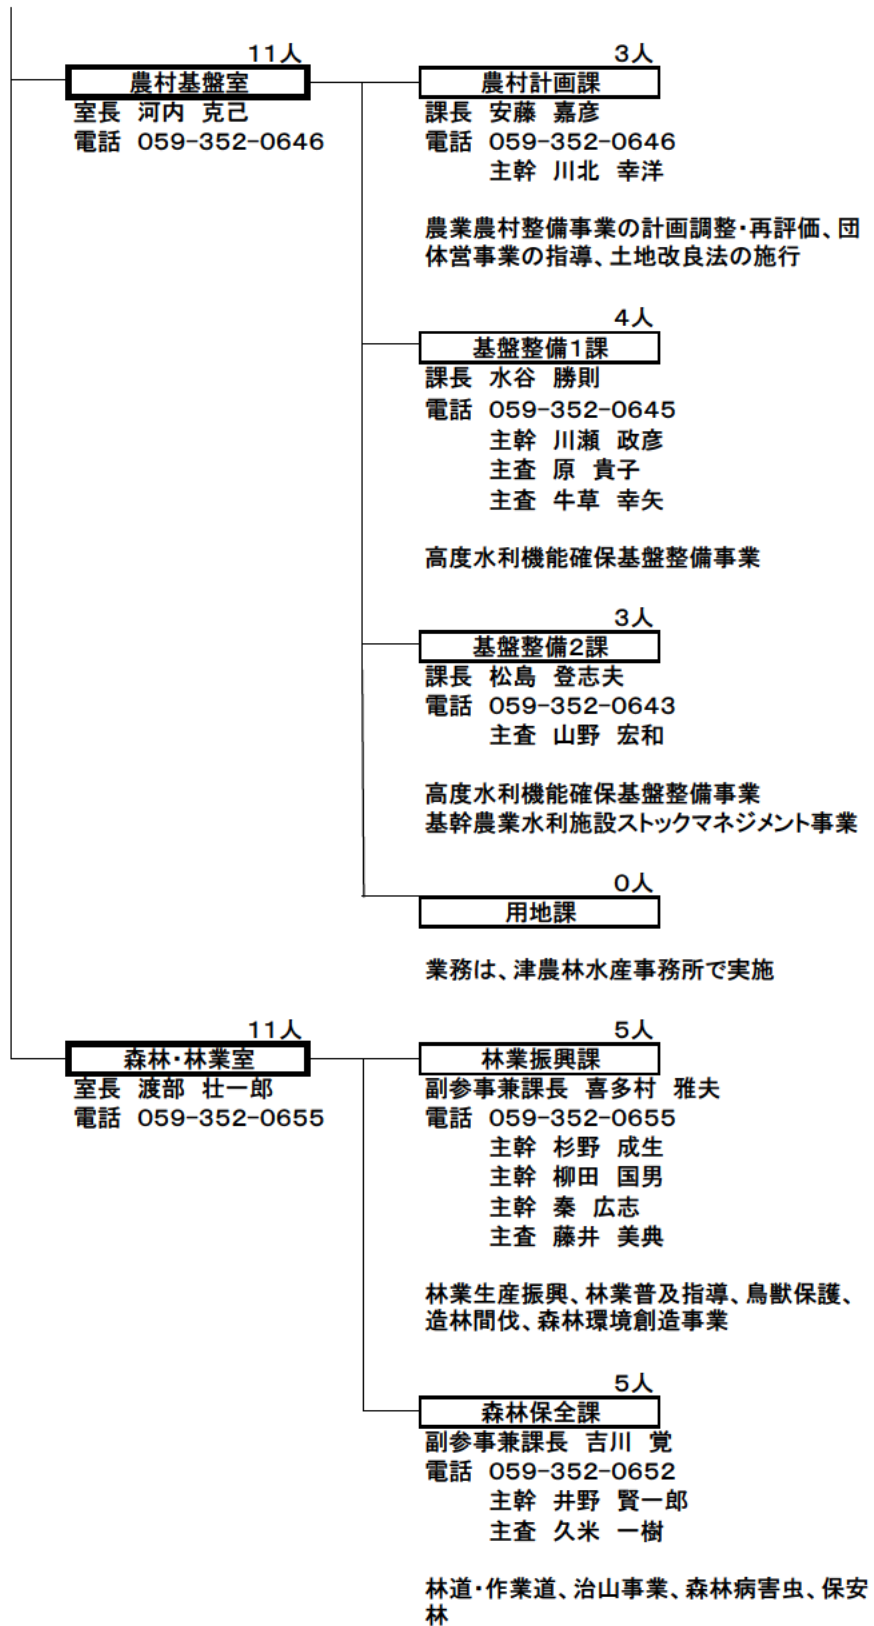 11人
農村基盤室
室長 河内 克己
電話 059-352-0646
3人
農村計画課
課長 安藤 嘉彦
電話 059-352-0646
主幹 川北 幸洋
農業農村整備事業の計画調整・再評価、団
体営事業の指導、土地改良法の施行
4人
基盤整備1課
課長 水谷 勝則
電話 059-352-0645
主幹 川瀬 政彦
主査 原 貴子
主査 牛草 幸矢
高度水利機能確保基盤整備事業
3人
基盤整備2課
課長 松島 登志夫
電話 059-352-0643
主査 山野 宏和
高度水利機能確保基盤整備事業
基幹農業水利施設ストックマネジメント事業
0人
用地課
業務は、津農林水産事務所で実施
11人
森林・林業室
室長 渡部 壮一郎
電話 059-352-0655
5人
林業振興課
副参事兼課長 喜多村 雅夫
電話 059-352-0655
主幹 杉野 成生
主幹 柳田 国男
主幹 秦 広志
主査 藤井 美典
林業生産振興、林業普及指導、鳥獣保護、
造林間伐、森林環境創造事業
5人
森林保全課
副参事兼課長 吉川 覚
電話 059-352-0652
主幹 井野 賢一郎
主査 久米 一樹
林道・作業道、治山事業、森林病害虫、保安
林